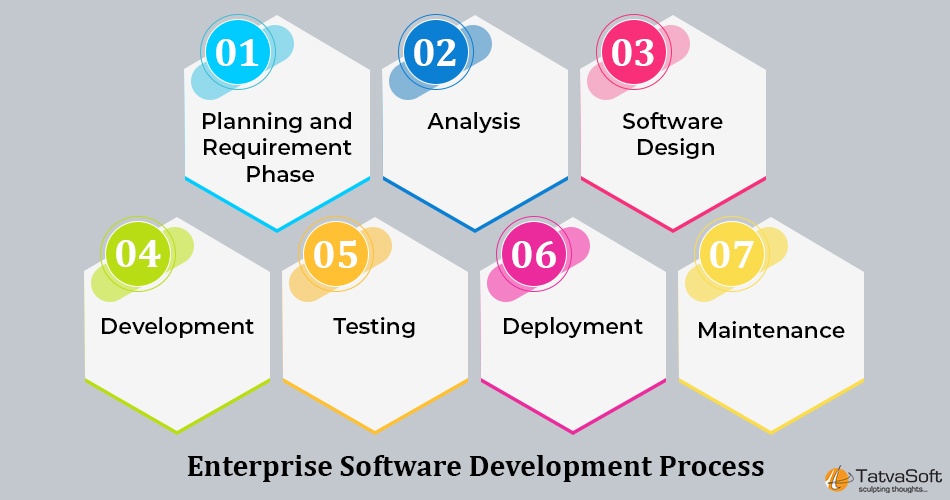 01
Planning and
Requirement
Phase
02
Analysis
03
Software
Design
04
Development
05
Testing
06
Deployment
07
Maintenance
Enterprise Software Development Process
TatvaSoft
sculpting thoughts...